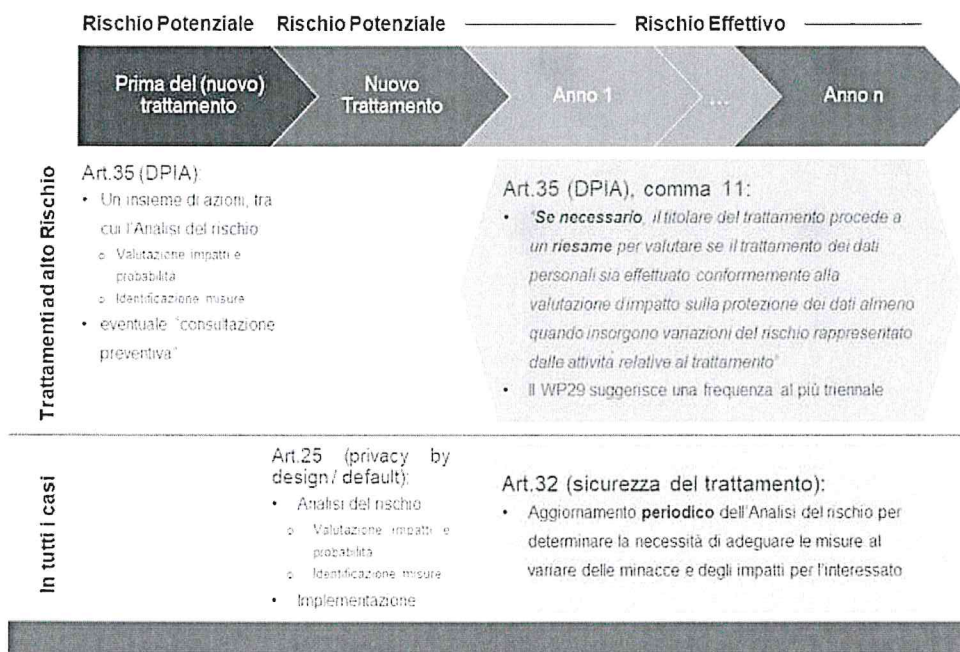 Rischio Potenziale
Rischio Potenziale
Rischio Effettivo
Prima del (nuovo)
trattamento
Nuovo
Trattamento
Anno 1
...
Anno n
Trattamenti ad alto Rischio
Art.35 (DPIA):
• Un insieme di azioni, tra
cui l'Analisi del rischio
o Valutazione impatti e
probabilità
o Identificazione misure
• eventuale "consultazione
preventiva"
Art.35 (DPIA), comma 11:
• "Se necessario, il titolare del trattamento procede a
un riesame per valutare se il trattamento dei dati
personali sia effettuato conformemente alla
valutazione d'impatto sulla protezione dei dati almeno
quando insorgono variazioni del rischio rappresentato
dalle attività relative al trattamento"
• Il WP29 suggerisce una frequenza al più triennale
In tutti i casi
Art.25 (privacy by
design / default):
• Analisi del rischio
o Valutazione impatti e
probabilità
o Identificazione misure
• Implementazione
Art.32 (sicurezza del trattamento):
• Aggiornamento periodico dell'Analisi del rischio per
determinare la necessità di adeguare le misure al
variare delle minacce e degli impatti per l'interessato